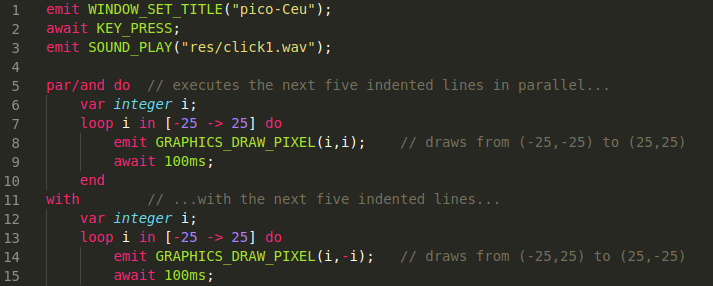 1 emit WINDOW_SET_TITLE("pico-Ceu");
2 await KEY_PRESS;
3 emit SOUND_PLAY("res/click1.wav");
4
5 par/and do  // executes the next five indented lines in parallel...
6     var integer i;
7     loop i in [-25 -> 25] do
8         emit GRAPHICS_DRAW_PIXEL(i,i);    // draws from (-25,-25) to (25,25)
9         await 100ms;
10     end
11 with        // ...with the next five indented lines...
12     var integer i;
13     loop i in [-25 -> 25] do
14         emit GRAPHICS_DRAW_PIXEL(i,-i);   // draws from (-25,25) to (25,-25)
15         await 100ms;